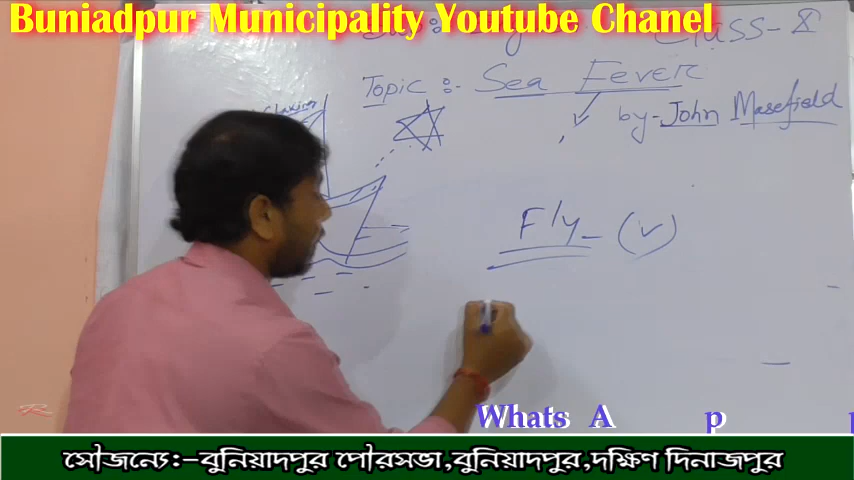 Buniadpur Municipality Youtube Chanel
CLASS-X
Topic :- Sea Fever
by-John Masefield
Fly- (v)
Whats A p p
সৌজন্যে:-বুনিয়াদপুর পৌরসভা,বুনিয়াদপুর,দক্ষিণ দিনাজপুর